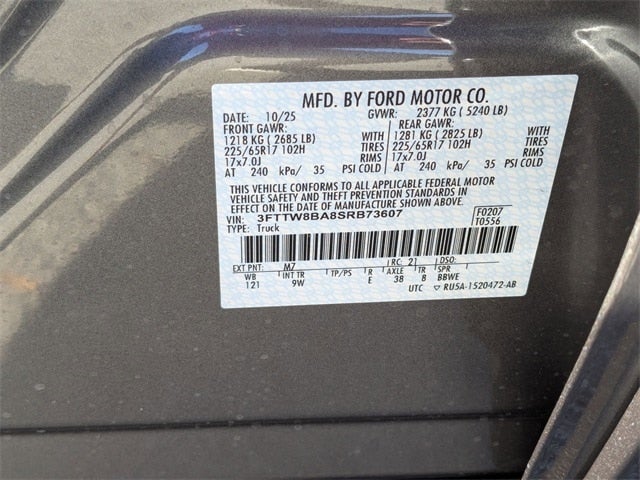 MFD. BY FORD MOTOR CO.
DATE: 10/25 GVWR: 2377 KG ( 5240 LB)
FRONT GAWR: REAR GAWR:
1218 KG ( 2685 LB) WITH 1281 KG ( 2825 LB) WITH
225/65R17 102H TIRES 225/65R17 102H TIRES
17x7.0J RIMS 17x7.0J RIMS
AT 240 kPa/ 35 PSI COLD AT 240 kPa/ 35 PSI COLD
THIS VEHICLE CONFORMS TO ALL APPLICABLE FEDERAL MOTOR
VEHICLE SAFETY AND THEFT PREVENTION STANDARDS IN
EFFECT ON THE DATE OF MANUFACTURE SHOWN ABOVE.
VIN: 3FTTW8BA8SRB73607 F0207
TYPE: Truck T0556
EXT PNT: M7 RC: 21 DSO:
WB INT TR TP/PS R AXLE TR SPR
121 9W E 38 8 BBWE
UTC ▽ RU5A-1520472-AB